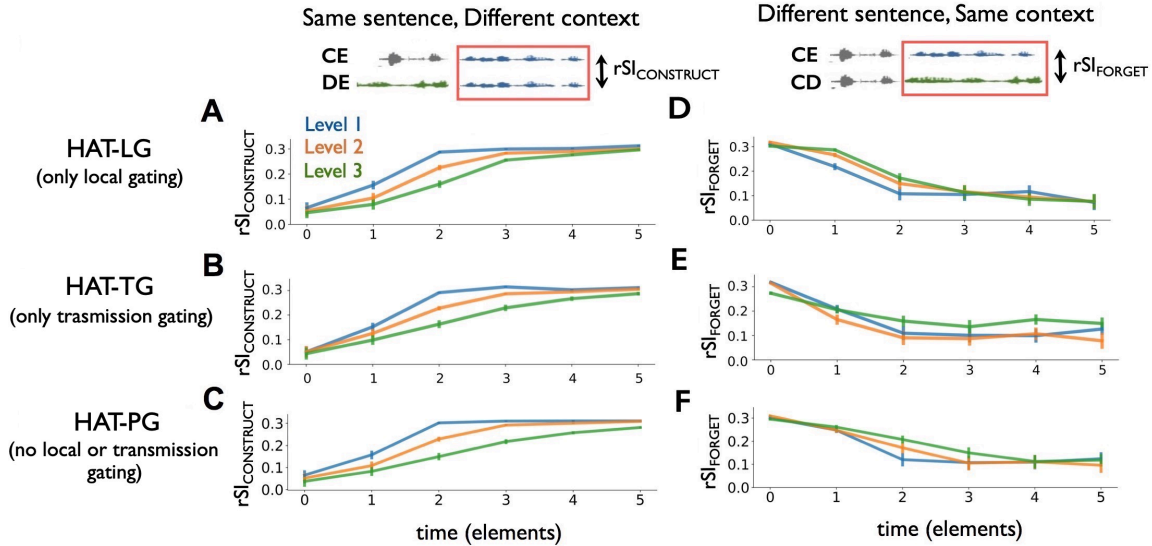 Same sentence, Different context
Different sentence, Same context
CE
DE
rSICONSTRUCT
CE
CD
rSIFORGET
A
Level 1
Level 2
Level 3
HAT-LG
(only local gating)
rSICONSTRUCT
0.3
0.2
0.1
0.0
0 1 2 3 4 5
D
rSIFORGET
0.3
0.2
0.1
0.0
0 1 2 3 4 5
B
HAT-TG
(only trasmission gating)
rSICONSTRUCT
0.3
0.2
0.1
0.0
0 1 2 3 4 5
E
rSIFORGET
0.3
0.2
0.1
0.0
0 1 2 3 4 5
C
HAT-PG
(no local or transmission
gating)
rSICONSTRUCT
0.3
0.2
0.1
0.0
0 1 2 3 4 5
time (elements)
F
rSIFORGET
0.3
0.2
0.1
0.0
0 1 2 3 4 5
time (elements)